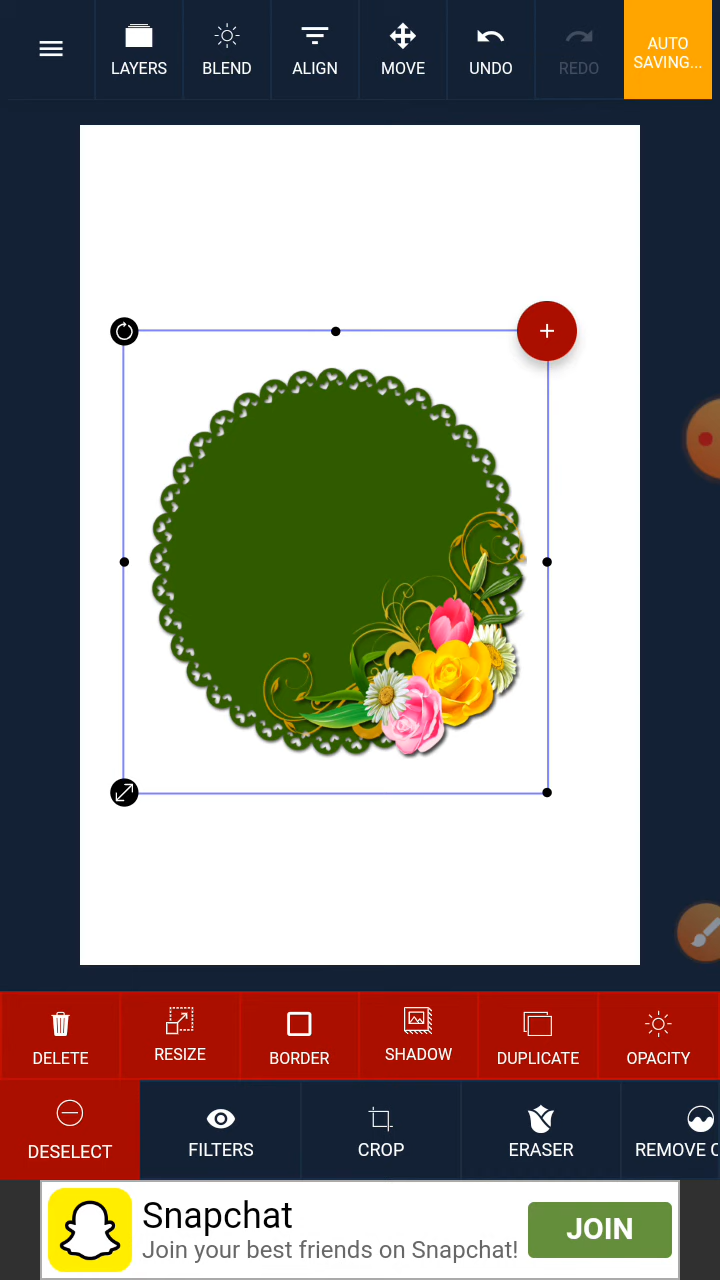 LAYERS
BLEND
ALIGN
MOVE
UNDO
REDO
AUTO
SAVING...
DELETE
RESIZE
BORDER
SHADOW
DUPLICATE
OPACITY
DESELECT
FILTERS
CROP
ERASER
REMOVE C
Snapchat
Join your best friends on Snapchat!
JOIN